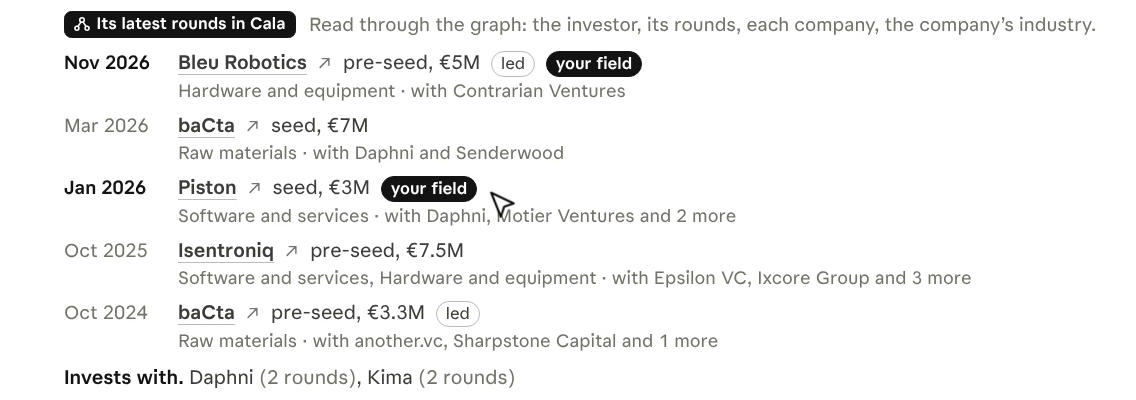 Its latest rounds in Cala Read through the graph: the investor, its rounds, each company, the company’s industry.
Nov 2026 Bleu Robotics ↗ pre-seed, €5M led your field
Hardware and equipment · with Contrarian Ventures
Mar 2026 baCta ↗ seed, €7M
Raw materials · with Daphni and Senderwood
Jan 2026 Piston ↗ seed, €3M your field
Software and services · with Daphni, Motier Ventures and 2 more
Oct 2025 Isentroniq ↗ pre-seed, €7.5M
Software and services, Hardware and equipment · with Epsilon VC, Ixcore Group and 3 more
Oct 2024 baCta ↗ pre-seed, €3.3M led
Raw materials · with another.vc, Sharpstone Capital and 1 more
Invests with. Daphni (2 rounds), Kima (2 rounds)